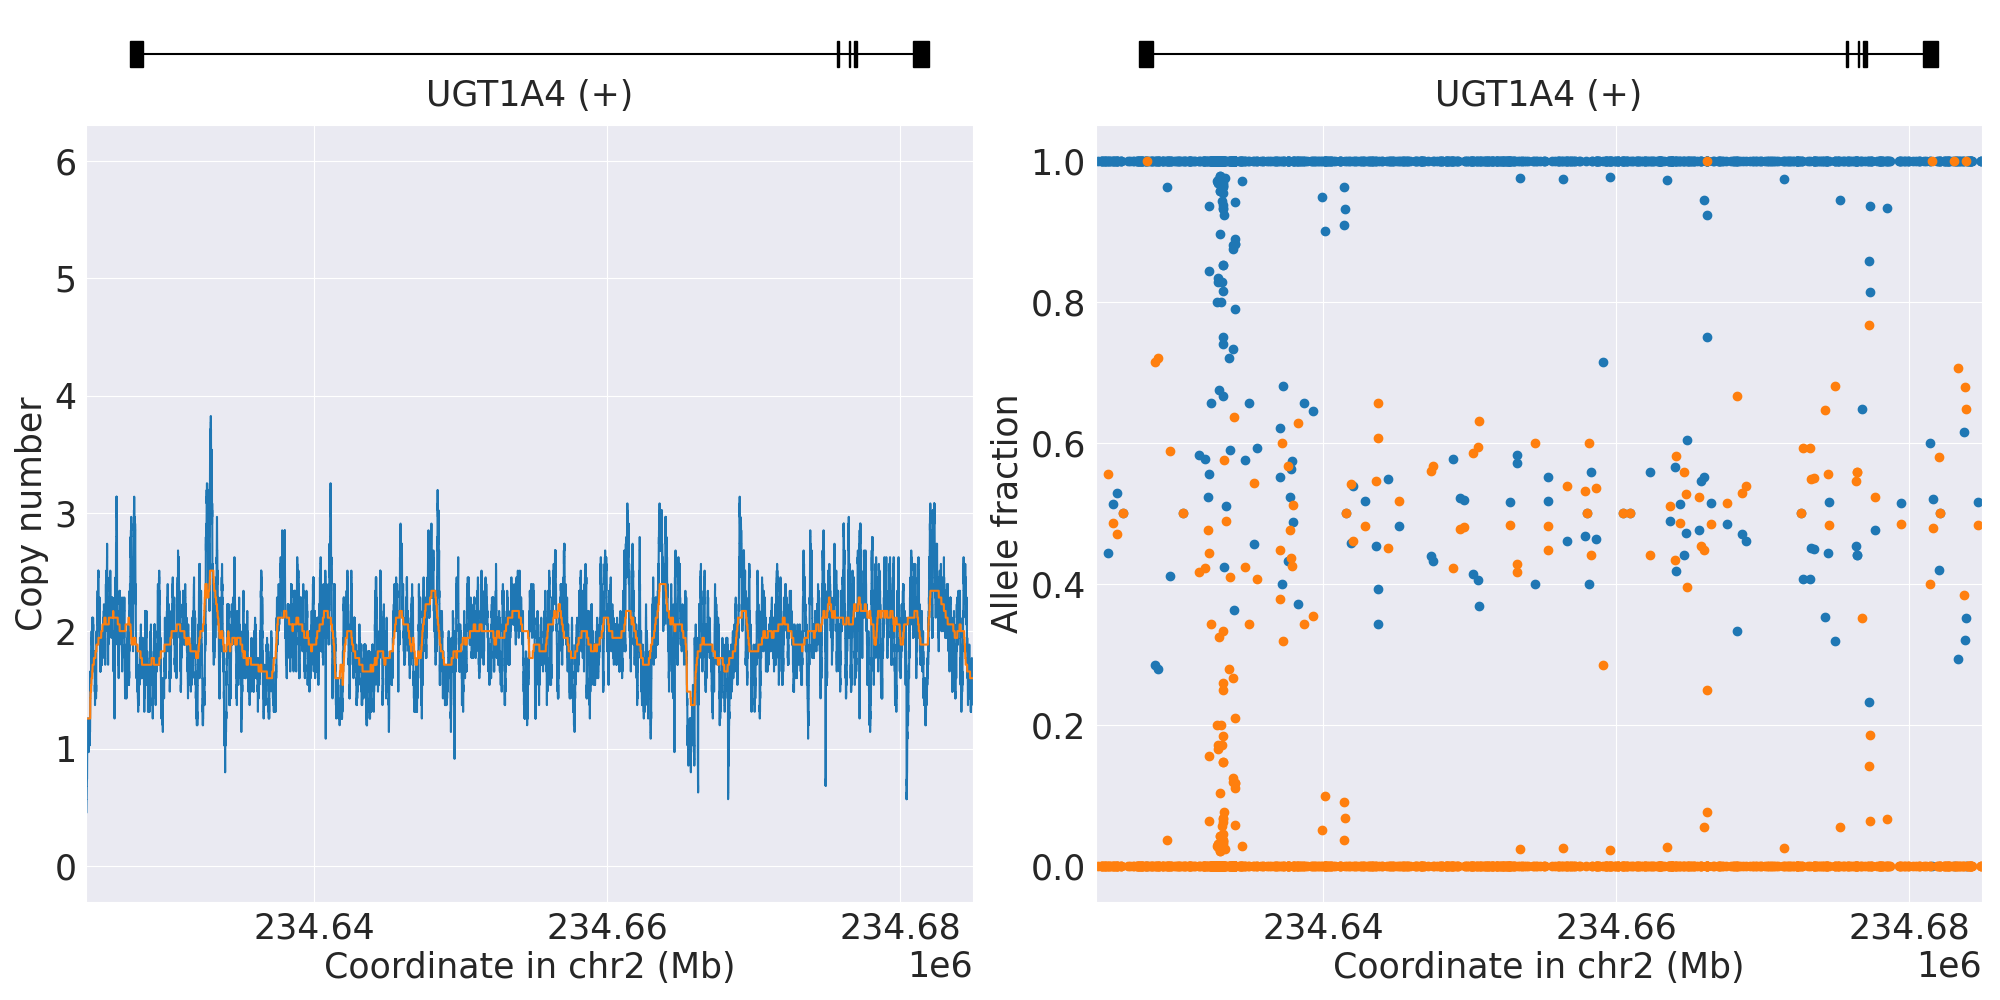 UGT1A4 (+)
6
5
4
3
2
1
0
Copy number
234.64
234.66
234.68
Coordinate in chr2 (Mb)
1e6
UGT1A4 (+)
1.0
0.8
0.6
0.4
0.2
0.0
Allele fraction
234.64
234.66
234.68
Coordinate in chr2 (Mb)
1e6